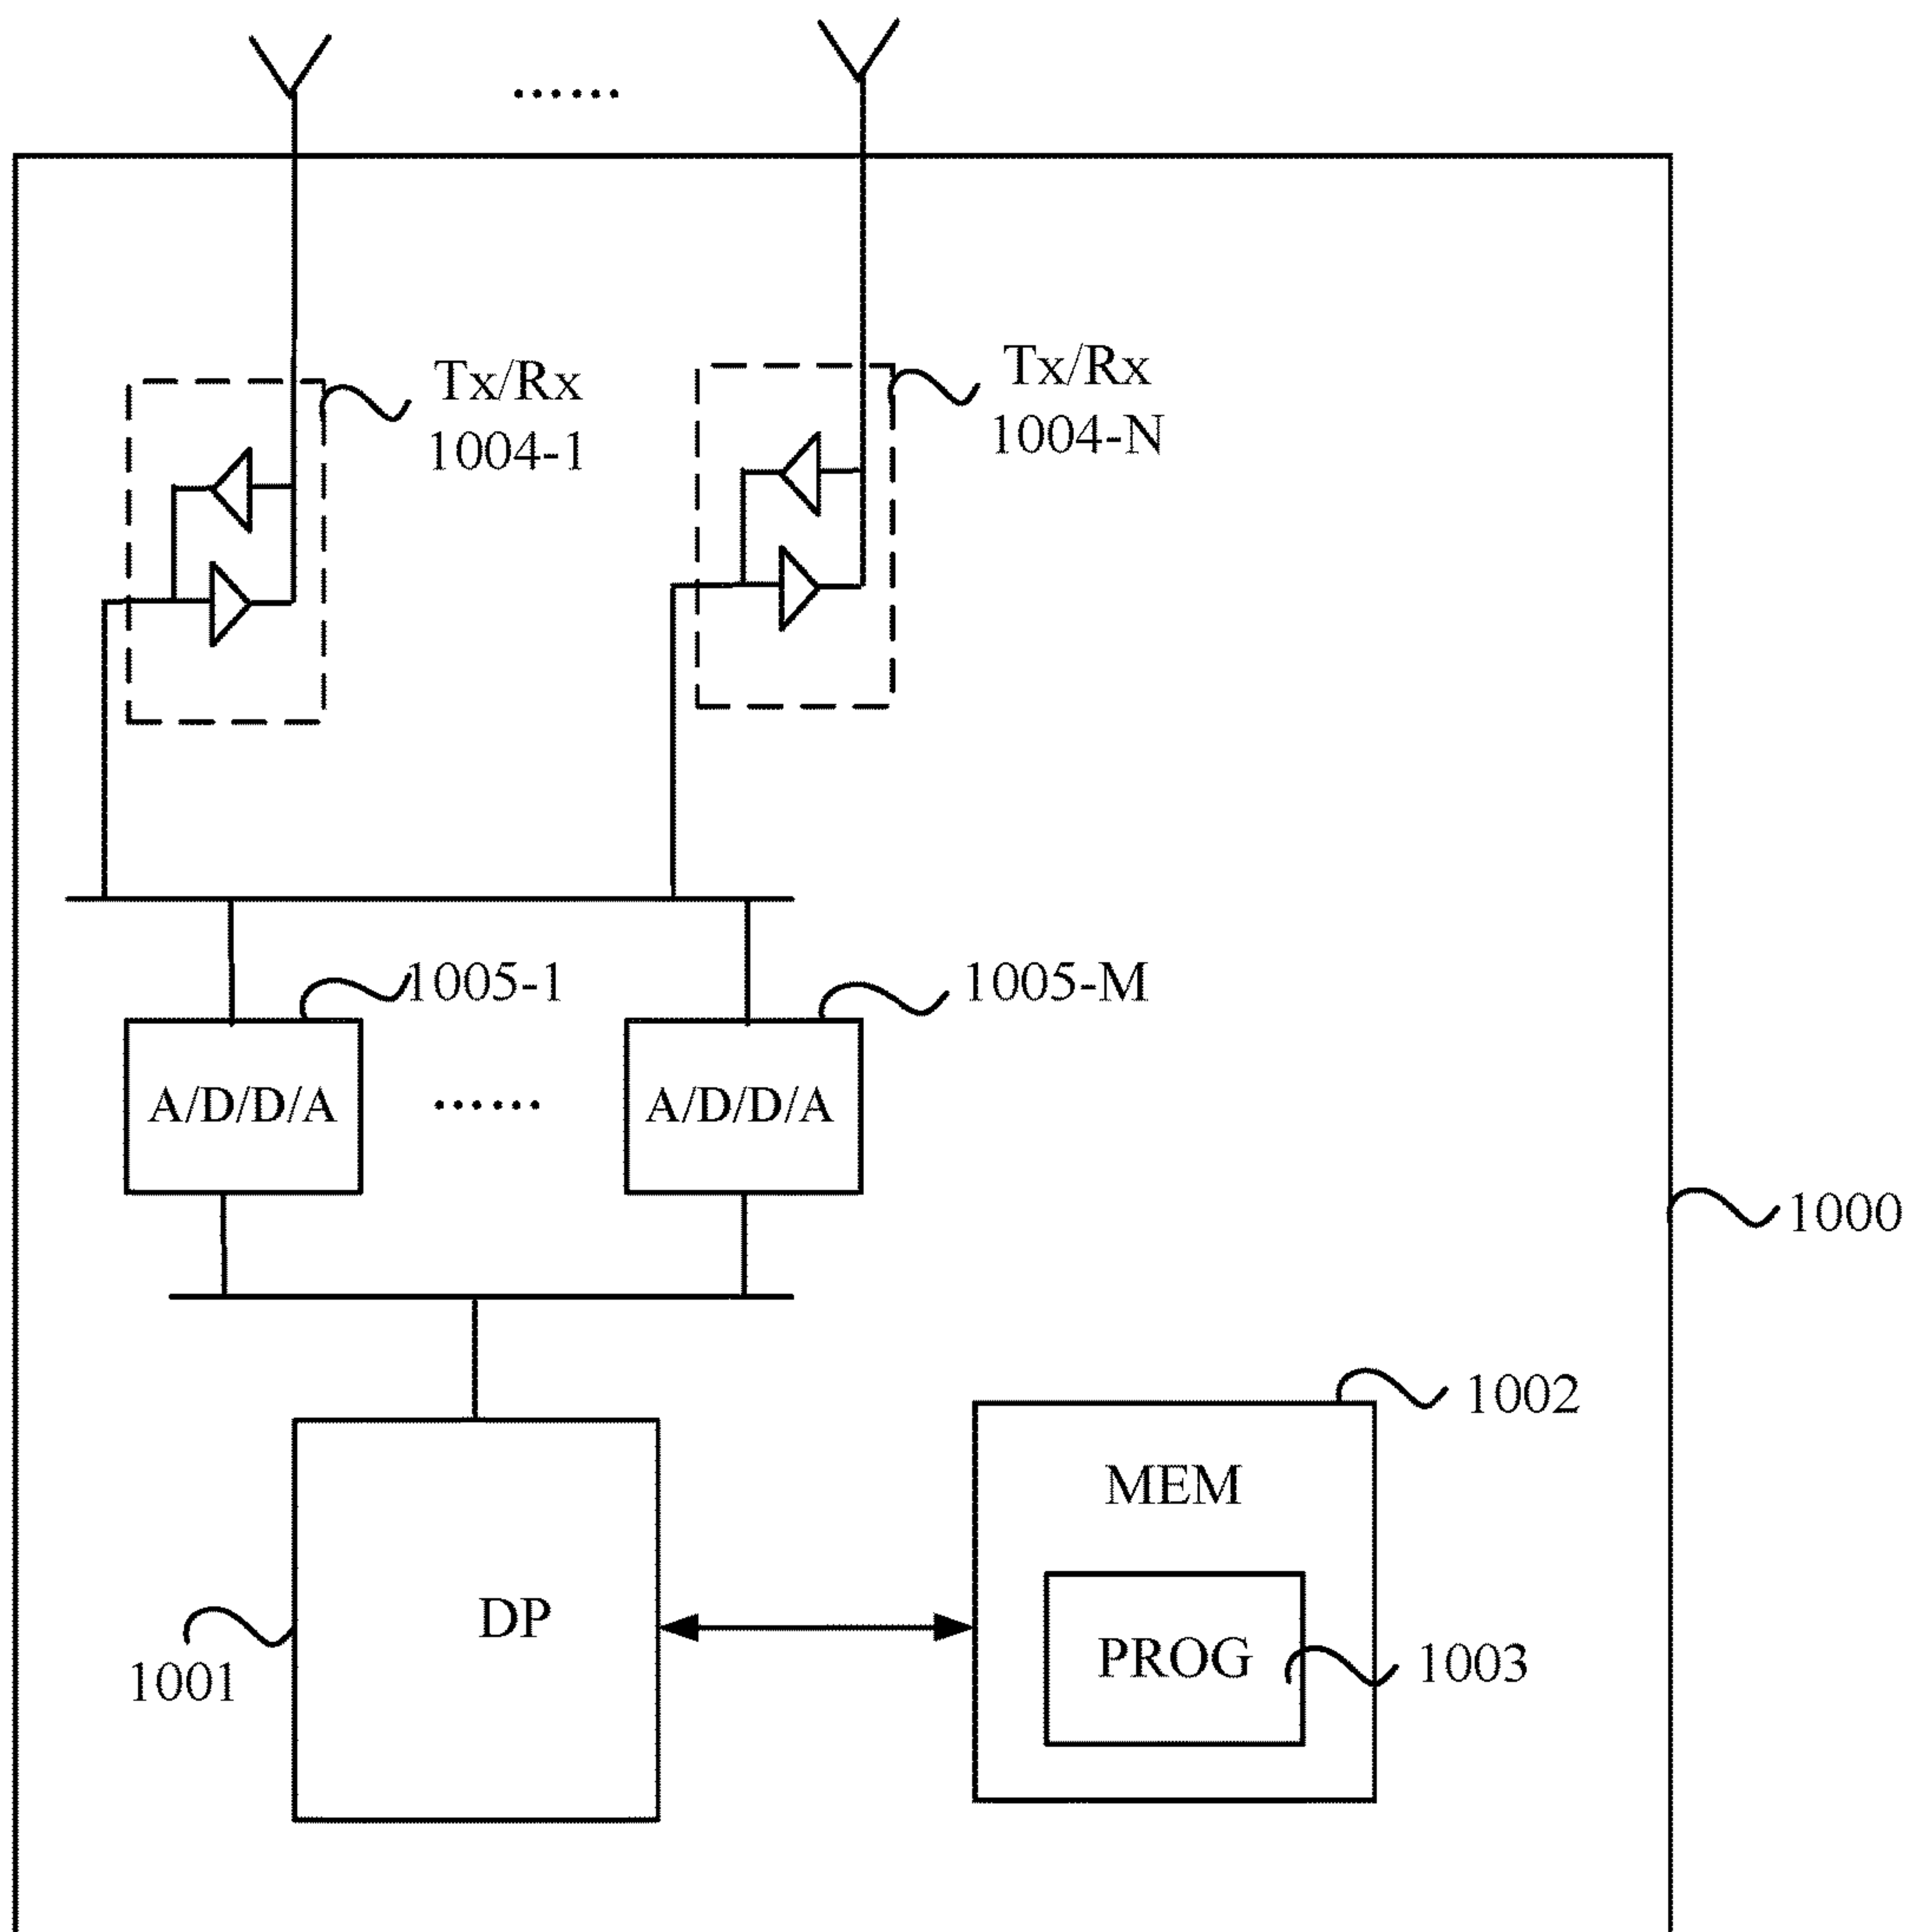 ......
Tx/Rx
1004-1
Tx/Rx
1004-N
1005-1
1005-M
A/D/D/A
......
A/D/D/A
1000
1002
MEM
DP
PROG
1003
1001